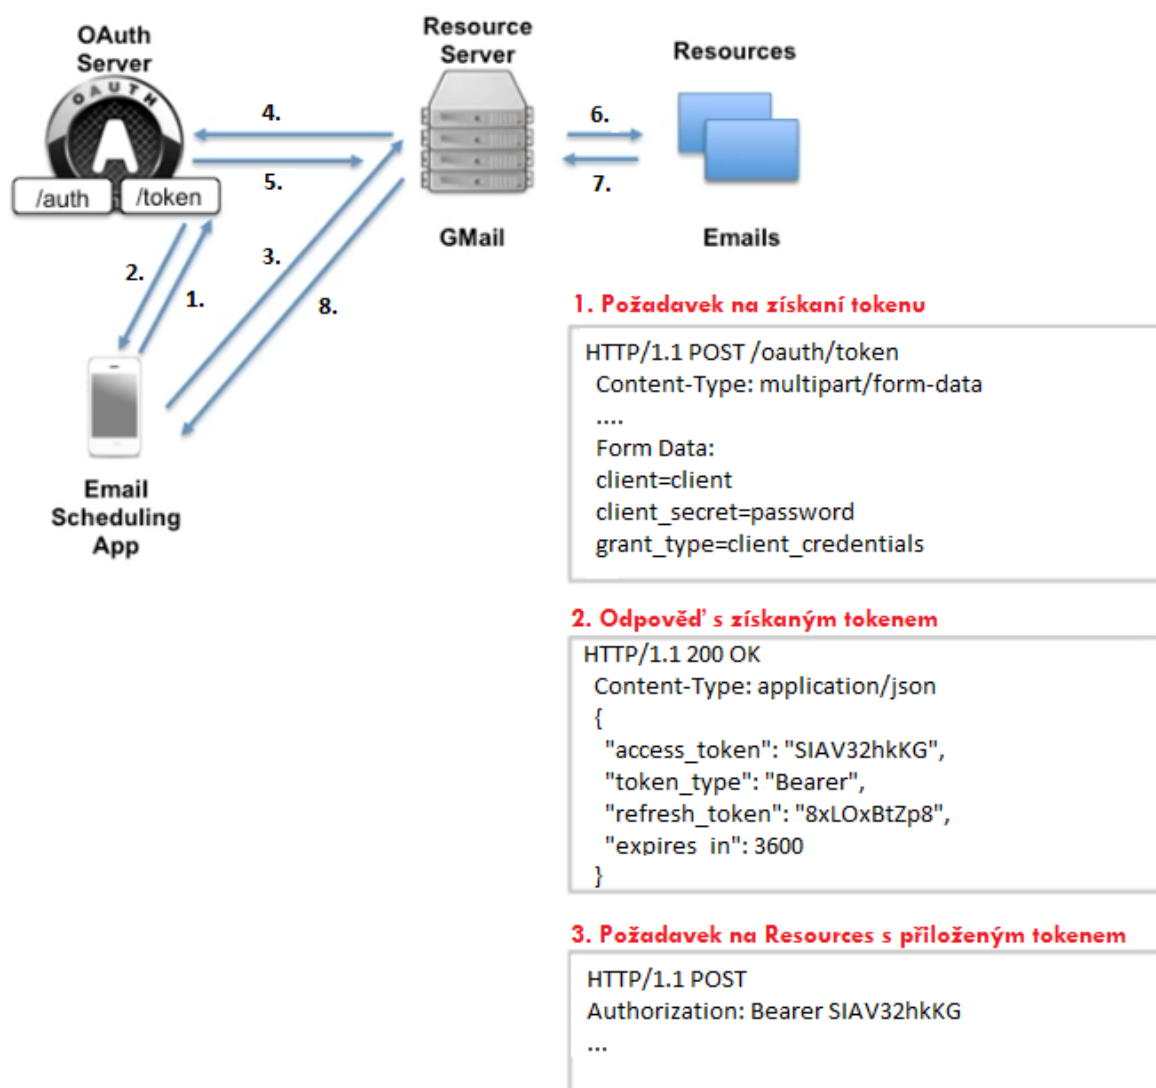 OAuth
Server
OAUTH
/auth
/token
Resource
Server
GMail
Resources
Emails
4.
5.
6.
7.
3.
8.
2.
1.
Email
Scheduling
App
1. Požadavek na získaní tokenu
HTTP/1.1 POST /oauth/token
Content-Type: multipart/form-data
....
Form Data:
client=client
client_secret=password
grant_type=client_credentials
2. Odpověď s získaným tokenem
HTTP/1.1 200 OK
Content-Type: application/json
{
"access_token": "SIAV32hkKG",
"token_type": "Bearer",
"refresh_token": "8xLOxBtZp8",
"expires_in": 3600
}
3. Požadavek na Resources s přiloženým tokenem
HTTP/1.1 POST
Authorization: Bearer SIAV32hkKG
...